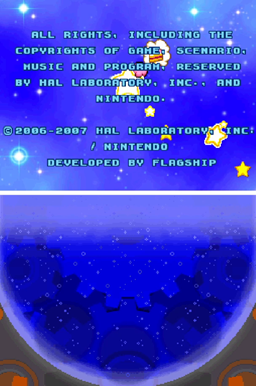 ALL RIGHTS, INCLUDING THE
COPYRIGHTS OF GAME, SCENARIO,
MUSIC AND PROGRAM, RESERVED
BY HAL LABORATORY, INC., AND
NINTENDO.
©2006-2007 HAL LABORATORY, INC.
/ NINTENDO
DEVELOPED BY FLAGSHIP